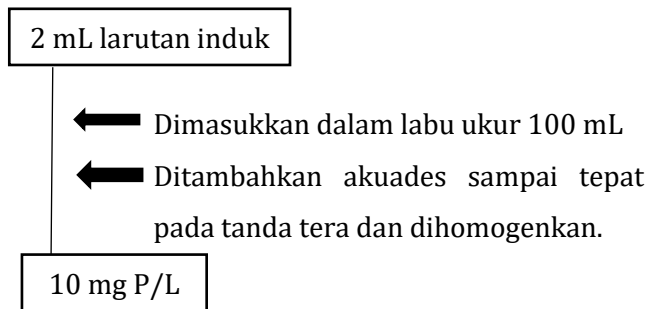 2 mL larutan induk
Dimasukkan dalam labu ukur 100 mL
Ditambahkan akuades sampai tepat
pada tanda tera dan dihomogenkan.
10 mg P/L